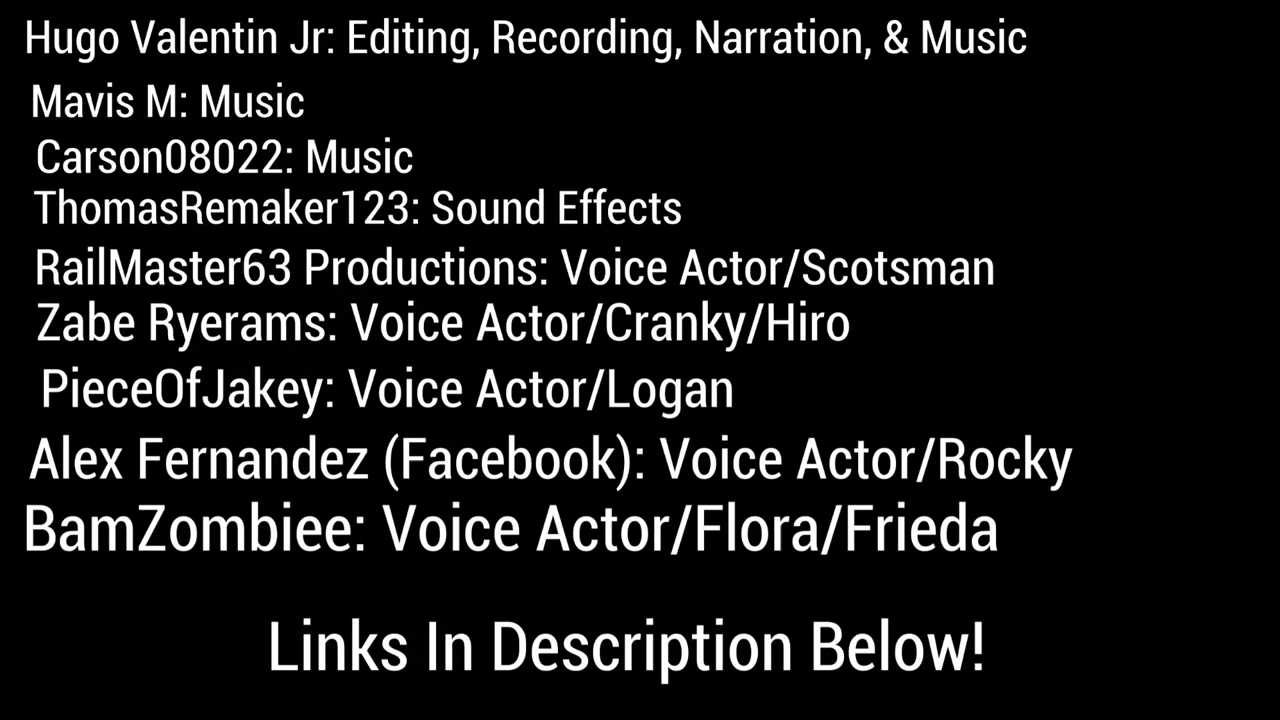 Hugo Valentin Jr: Editing, Recording, Narration, & Music
Mavis M: Music
Carson08022: Music
ThomasRemaker123: Sound Effects
RailMaster63 Productions: Voice Actor/Scotsman
Zabe Ryerams: Voice Actor/Cranky/Hiro
PieceOfJakey: Voice Actor/Logan
Alex Fernandez (Facebook): Voice Actor/Rocky
BamZombiee: Voice Actor/Flora/Frieda
Links In Description Below!